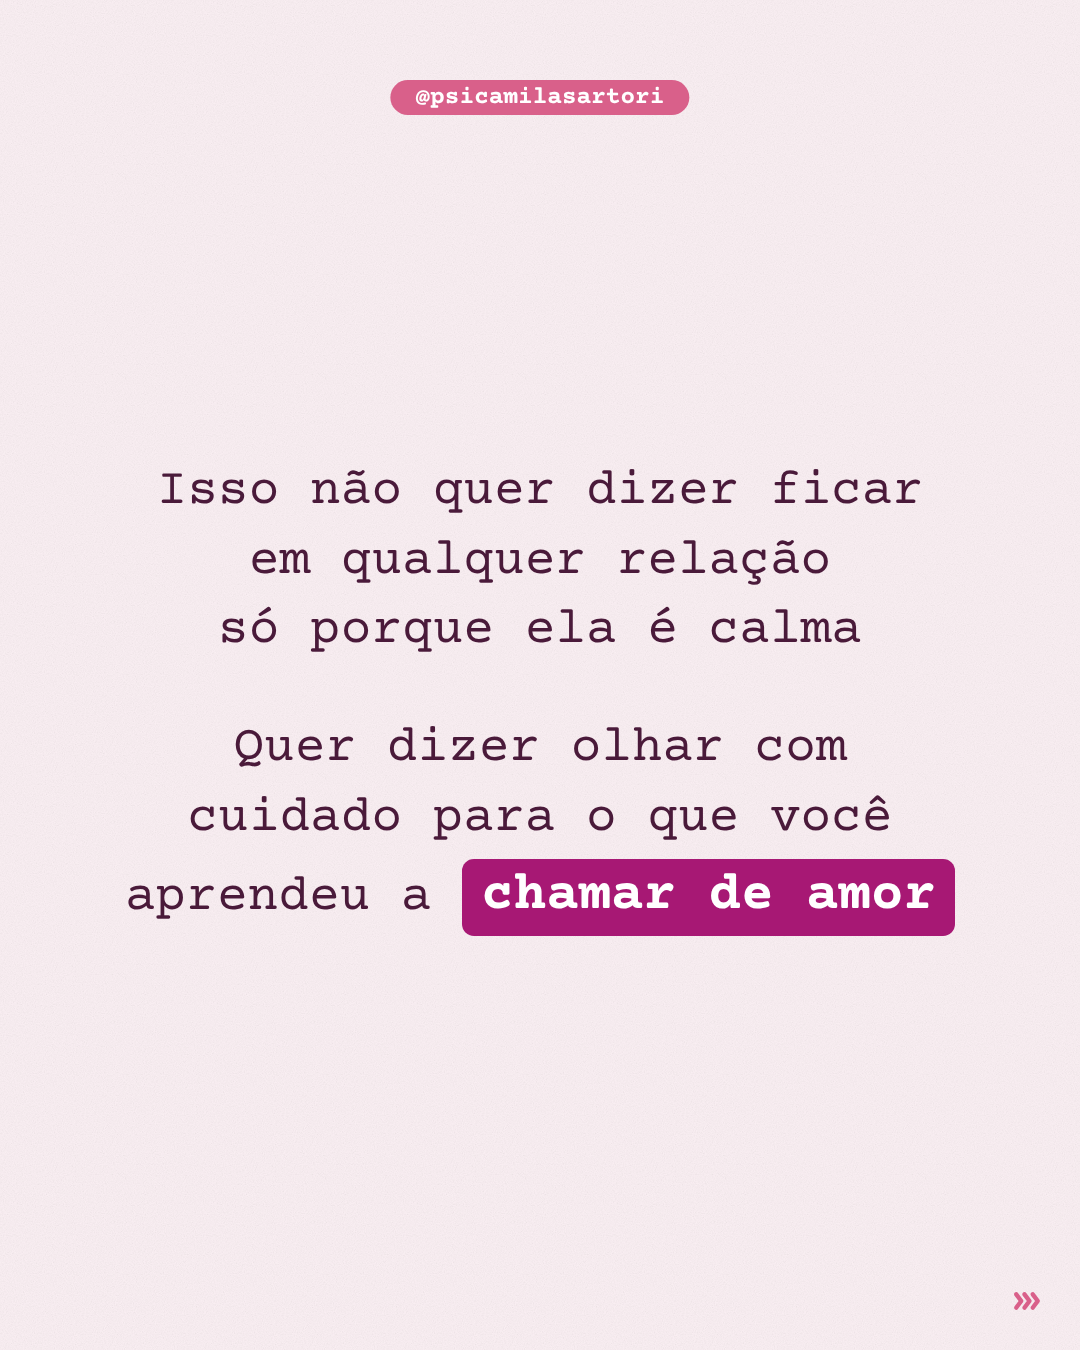 @psicamilasartori
Isso não quer dizer ficar
em qualquer relação
só porque ela é calma
Quer dizer olhar com
cuidado para o que você
aprendeu a chamar de amor